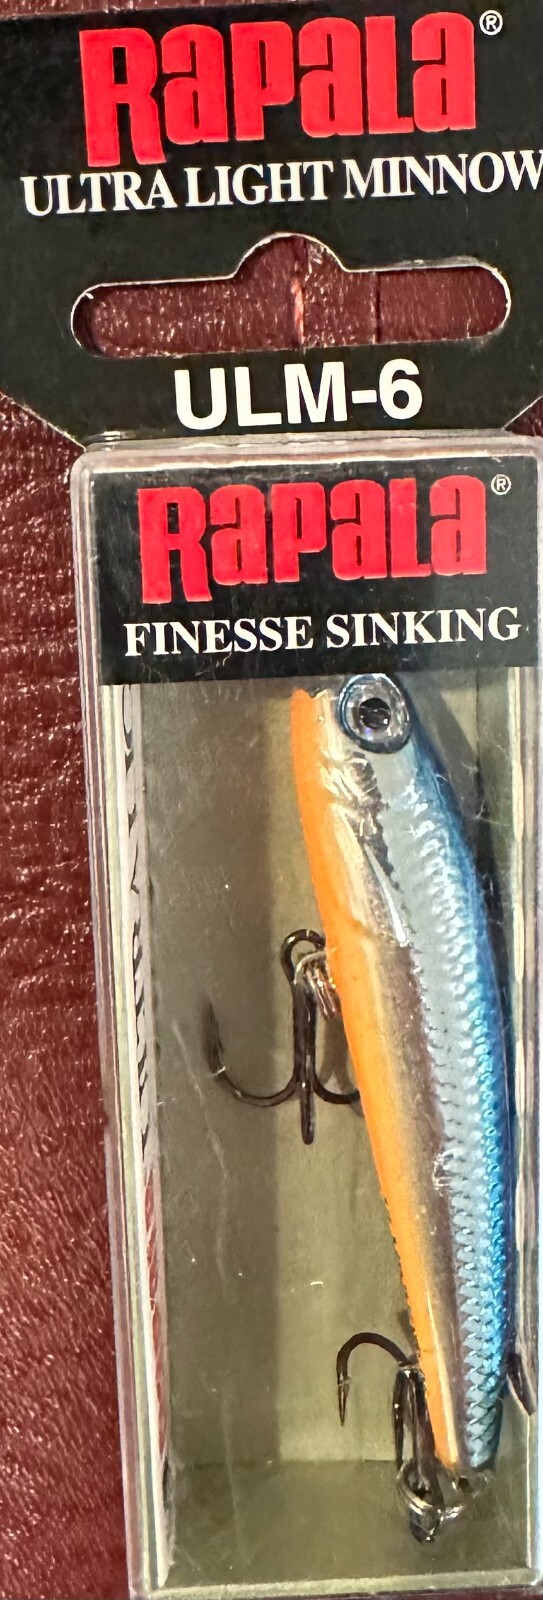 Rapala®
ULTRA LIGHT MINNOW
ULM-6
Rapala®
FINESSE SINKING